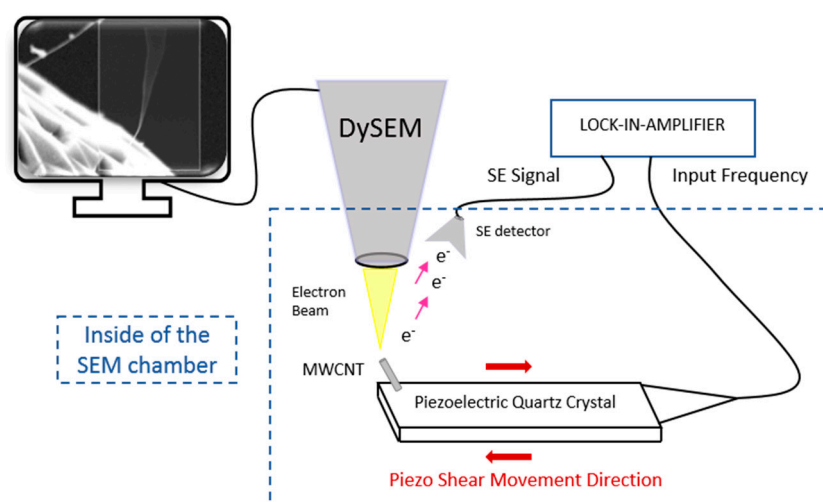 DySEM
LOCK-IN-AMPLIFIER
SE Signal
Input Frequency
SE detector
e-
e-
e-
Electron
Beam
Inside of the
SEM chamber
MWCNT
Piezoelectric Quartz Crystal
Piezo Shear Movement Direction